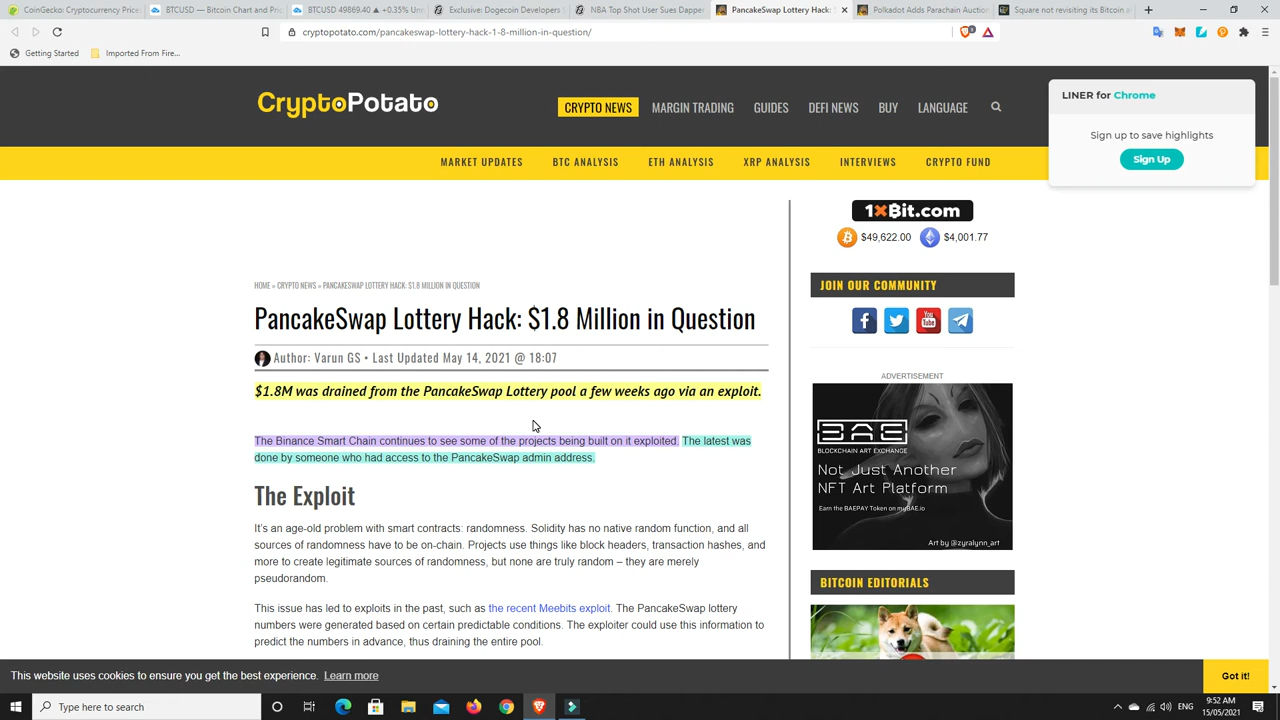 CoinGecko: Cryptocurrency Price
BTCUSD — Bitcoin Chart and Pric
BTCUSD 49869.40 ▲ +0.35% Unn
Exclusive: Dogecoin Developers
NBA Top Shot User Sues Dapper
PancakeSwap Lottery Hack:
Polkadot Adds Parachain Auction
Square not revisiting its Bitcoin a
cryptopotato.com/pancakeswap-lottery-hack-1-8-million-in-question/
Getting Started
Imported From Fire...
CryptoPotato
CRYPTO NEWS MARGIN TRADING GUIDES DEFI NEWS BUY LANGUAGE
LINER for Chrome
Sign up to save highlights
Sign Up
MARKET UPDATES BTC ANALYSIS ETH ANALYSIS XRP ANALYSIS INTERVIEWS CRYPTO FUND
1xBit.com
$49,622.00 $4,001.77
HOME » CRYPTO NEWS » PANCAKESWAP LOTTERY HACK: $1.8 MILLION IN QUESTION
PancakeSwap Lottery Hack: $1.8 Million in Question
Author: Varun GS • Last Updated May 14, 2021 @ 18:07
$1.8M was drained from the PancakeSwap Lottery pool a few weeks ago via an exploit.
The Binance Smart Chain continues to see some of the projects being built on it exploited. The latest was
done by someone who had access to the PancakeSwap admin address.
The Exploit
It's an age-old problem with smart contracts: randomness. Solidity has no native random function, and all
sources of randomness have to be on-chain. Projects use things like block headers, transaction hashes, and
more to create legitimate sources of randomness, but none are truly random – they are merely
pseudorandom.
This issue has led to exploits in the past, such as the recent Meebits exploit. The PancakeSwap lottery
numbers were generated based on certain predictable conditions. The exploiter could use this information to
predict the numbers in advance, thus draining the entire pool.
JOIN OUR COMMUNITY
You
Tube
ADVERTISEMENT
BAE
BLOCKCHAIN ART EXCHANGE
Not Just Another
NFT Art Platform
Earn the BAEPAY Token on myBAE.io
Art by @zyralynn_art
BITCOIN EDITORIALS
This website uses cookies to ensure you get the best experience. Learn more
Got it!
Type here to search
ENG
9:52 AM
15/05/2021